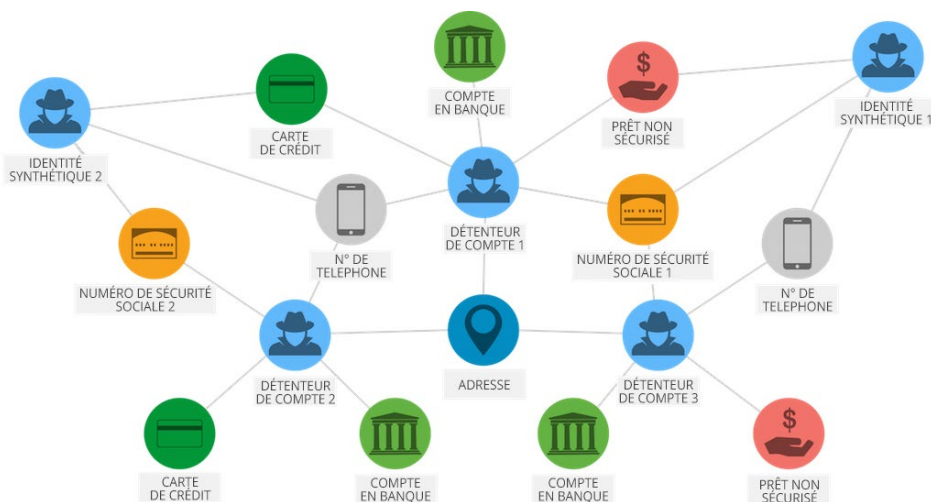 COMPTE
EN BANQUE
PRÊT NON
SÉCURISÉ
IDENTITÉ
SYNTHÉTIQUE 1
CARTE
DE CRÉDIT
IDENTITÉ
SYNTHÉTIQUE 2
DÉTENTEUR
DE COMPTE 1
N° DE
TELEPHONE
NUMÉRO DE SÉCURITÉ
SOCIALE 1
NUMÉRO DE SÉCURITÉ
SOCIALE 2
N° DE
TELEPHONE
DÉTENTEUR
DE COMPTE 2
ADRESSE
DÉTENTEUR
DE COMPTE 3
CARTE
DE CRÉDIT
COMPTE
EN BANQUE
COMPTE
EN BANQUE
PRÊT NON
SÉCURISÉ